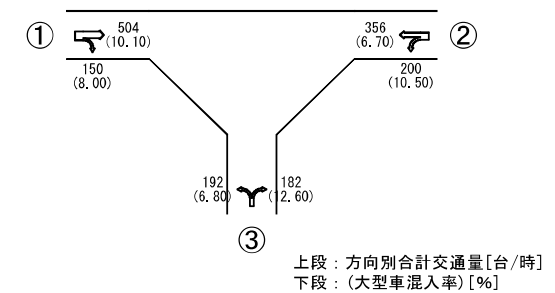 ① 504 356 ②
(10.10) (6.70)
150 200
(8.00) (10.50)
192 182
(6.80) (12.60)
③
上段：方向別合計交通量[台/時]
下段：(大型車混入率)[%]